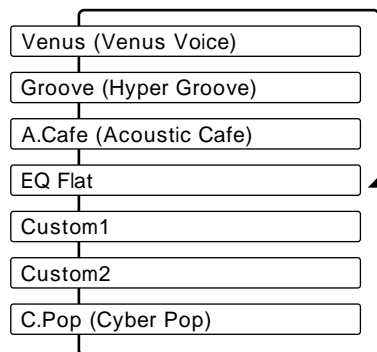 Venus (Venus Voice)
Groove (Hyper Groove)
A.Cafe (Acoustic Cafe)
EQ Flat
Custom1
Custom2
C.Pop (Cyber Pop)